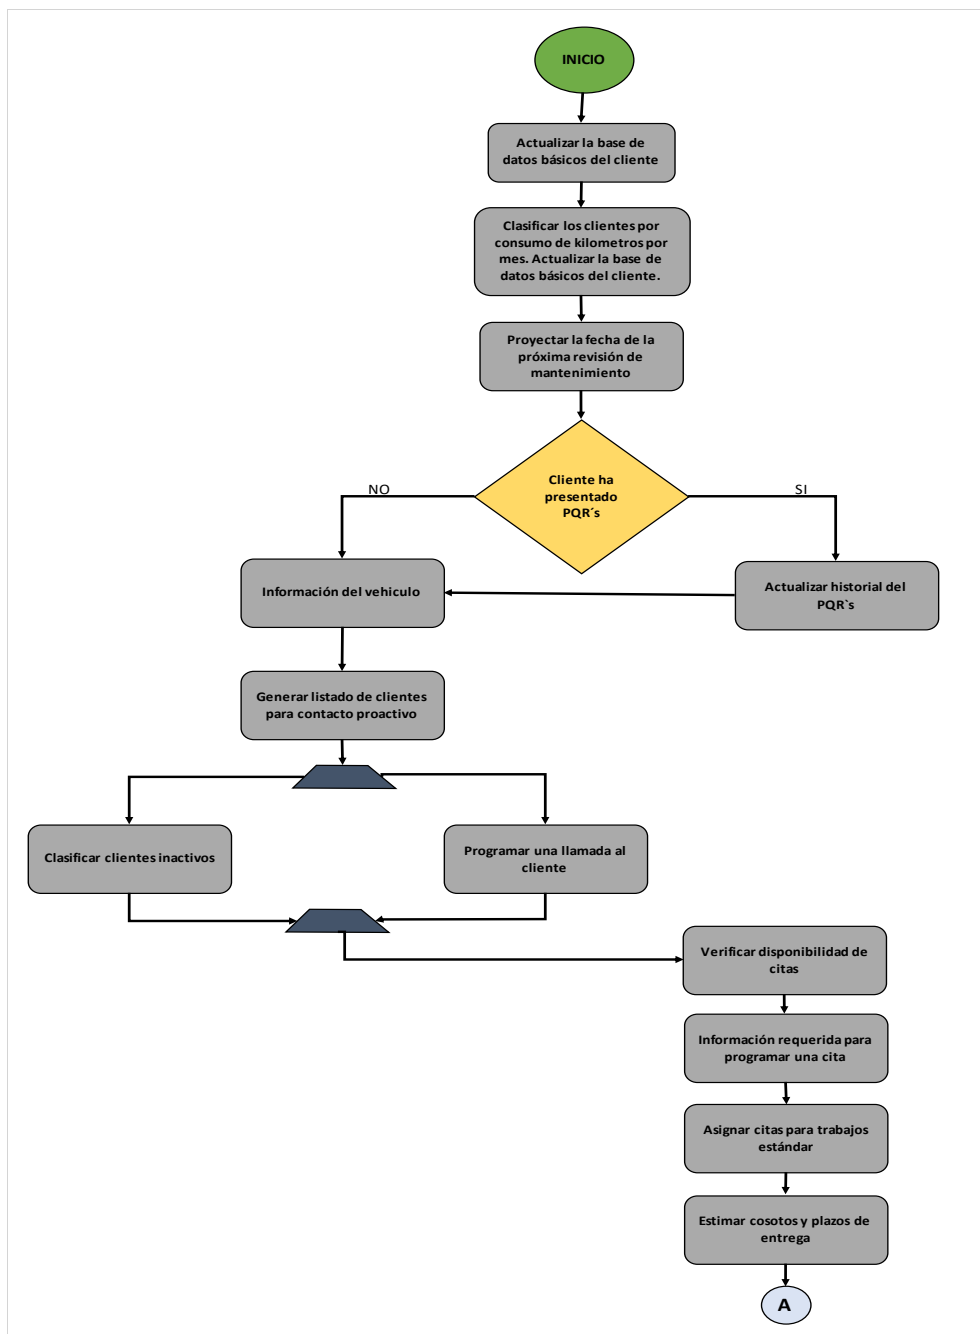 INICIO
Actualizar la base de
datos básicos del cliente
Clasificar los clientes por
consumo de kilometros por
mes. Actualizar la base de
datos básicos del cliente.
Proyectar la fecha de la
próxima revisión de
mantenimiento
Cliente ha
presentado
PQR´s
NO
SI
Información del vehiculo
Actualizar historial del
PQR`s
Generar listado de clientes
para contacto proactivo
Clasificar clientes inactivos
Programar una llamada al
cliente
Verificar disponibilidad de
citas
Información requerida para
programar una cita
Asignar citas para trabajos
estándar
Estimar cosotos y plazos de
entrega
A